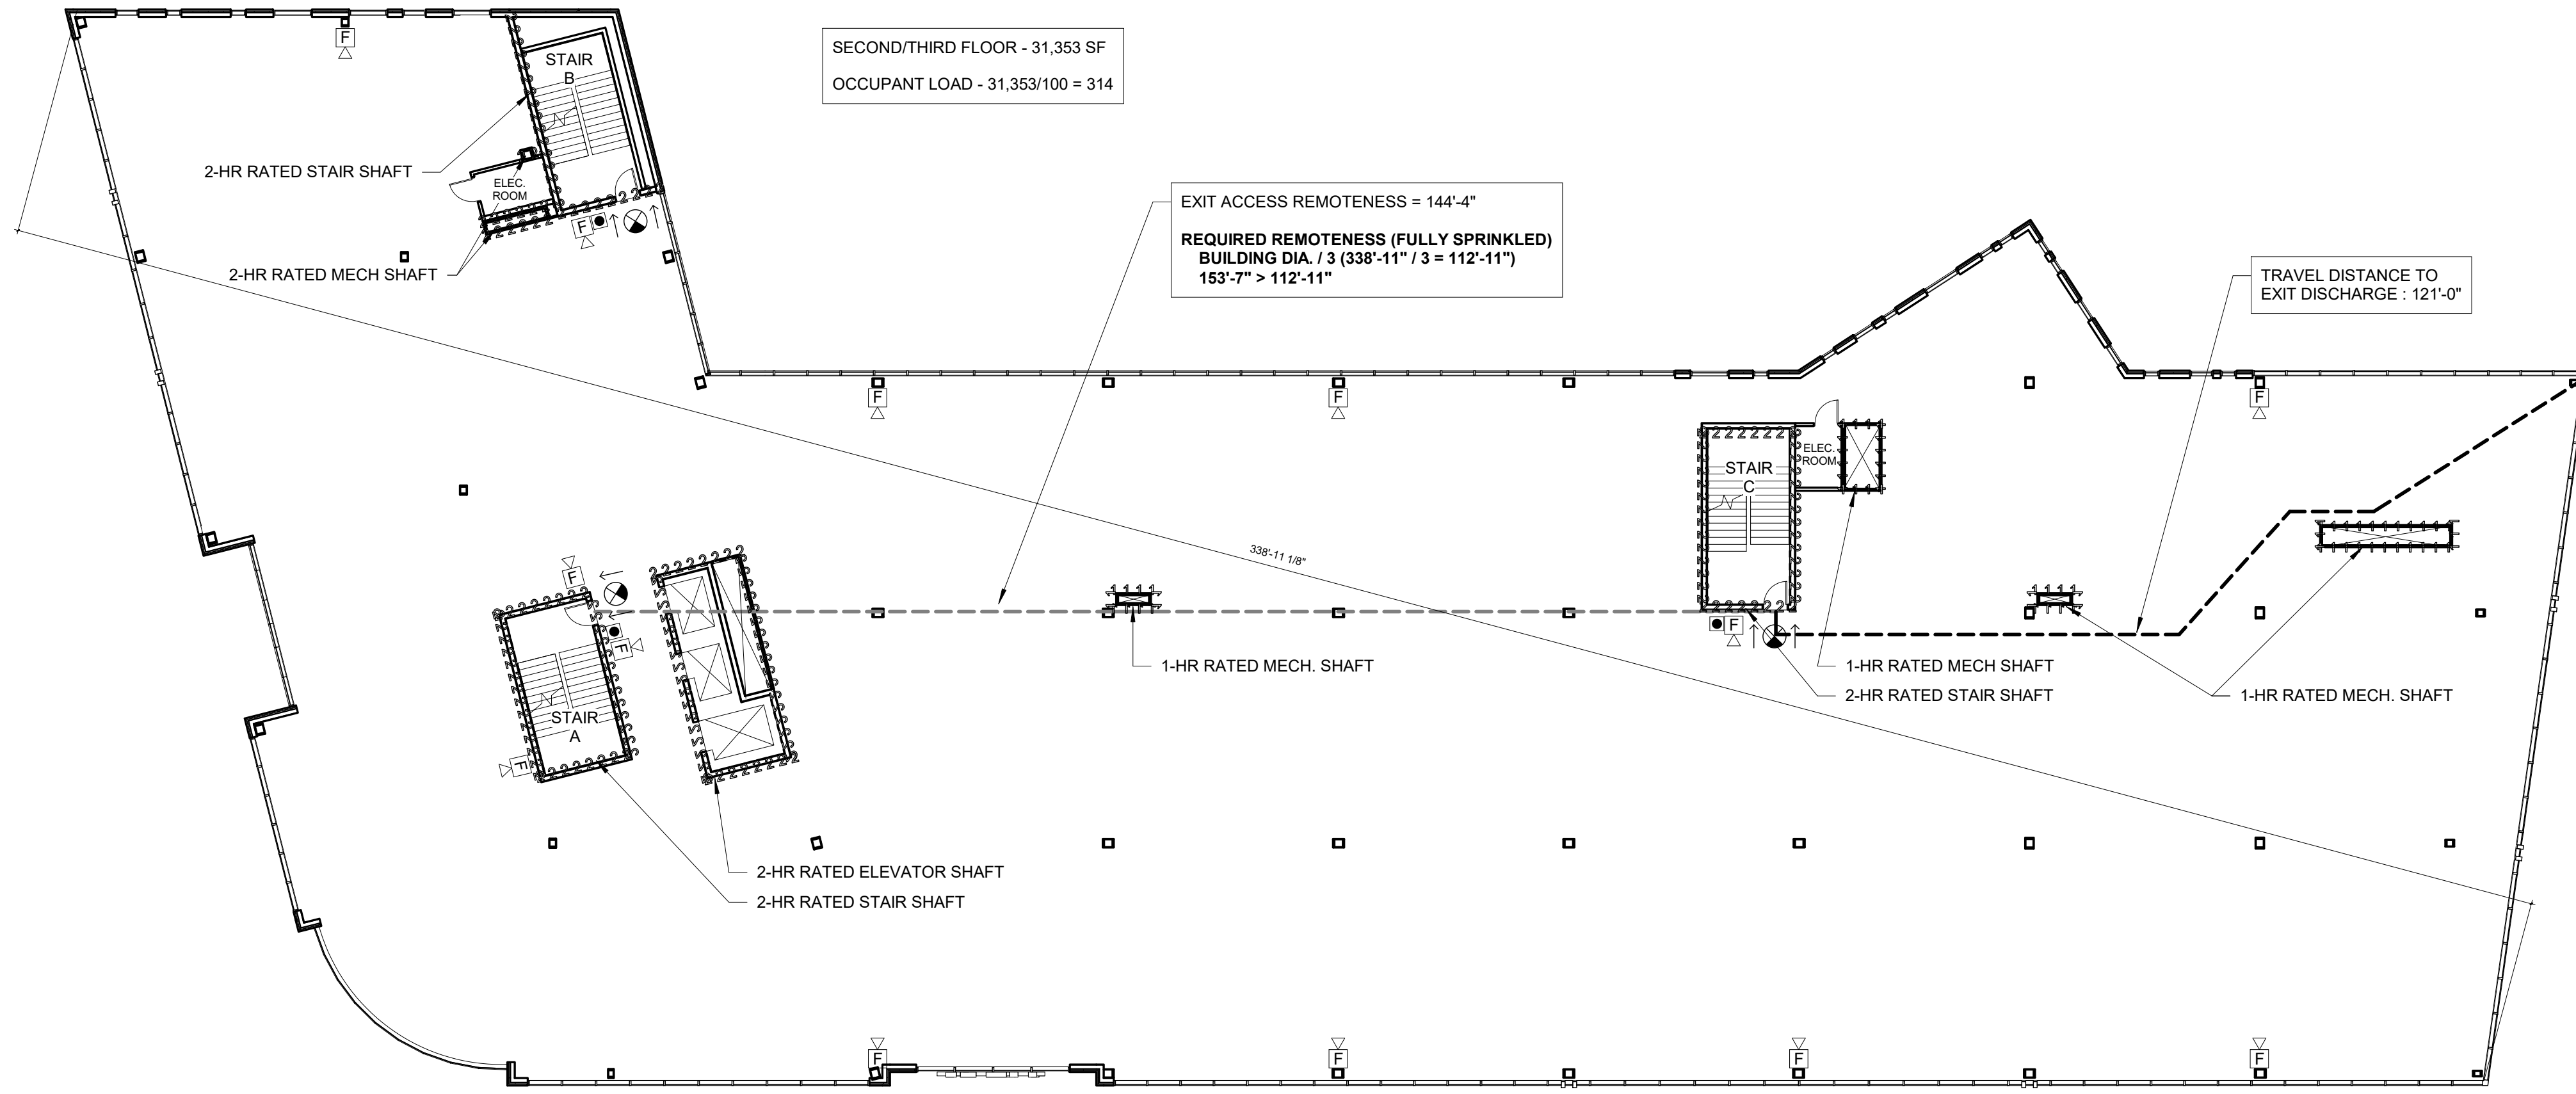 SECOND/THIRD FLOOR - 31,353 SF
OCCUPANT LOAD - 31,353/100 = 314
F
STAIR
B
2-HR RATED STAIR SHAFT
ELEC.
ROOM
F
2-HR RATED MECH SHAFT
EXIT ACCESS REMOTENESS = 144'-4"
REQUIRED REMOTENESS (FULLY SPRINKLED)
BUILDING DIA. / 3 (338'-11" / 3 = 112'-11")
153'-7" > 112'-11"
TRAVEL DISTANCE TO
EXIT DISCHARGE : 121'-0"
F
F
F
STAIR
C
ELEC.
ROOM
338'-11 1/8"
F
F
F
STAIR
A
F
1-HR RATED MECH. SHAFT
1-HR RATED MECH SHAFT
2-HR RATED STAIR SHAFT
1-HR RATED MECH. SHAFT
2-HR RATED ELEVATOR SHAFT
2-HR RATED STAIR SHAFT
F
F
F
F